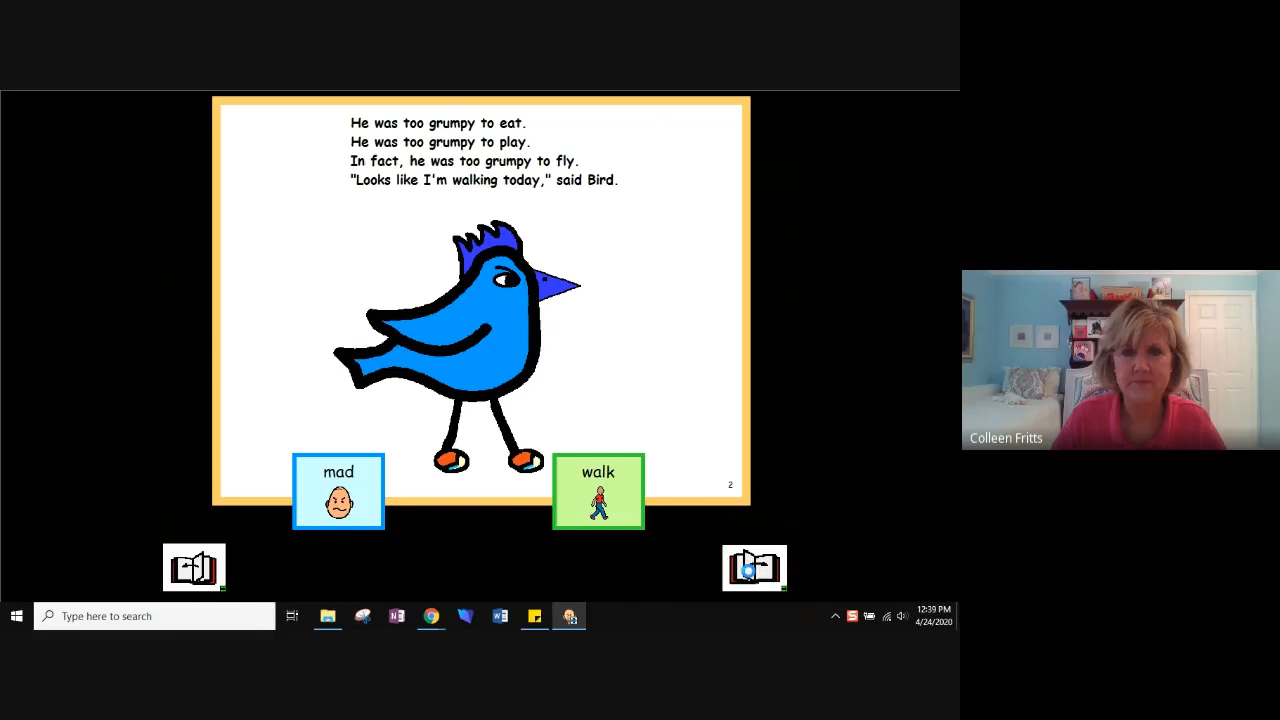 He was too grumpy to eat.
He was too grumpy to play.
In fact, he was too grumpy to fly.
"Looks like I'm walking today," said Bird.
mad
walk
2
Colleen Fritts
Type here to search
12:39 PM
4/24/2020